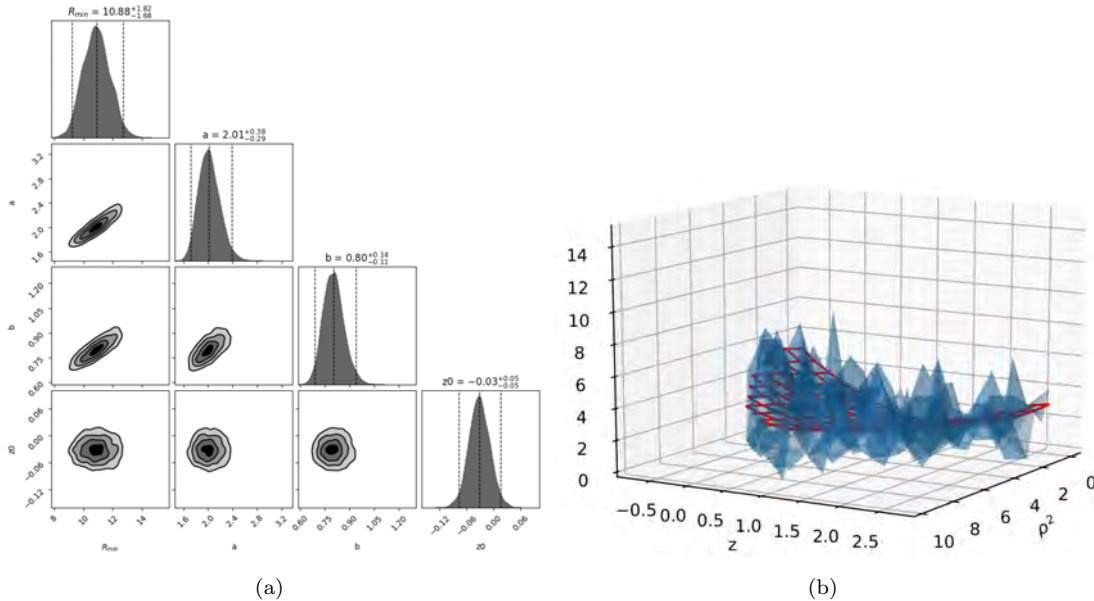 R_min = 10.88^{+1.82}_{-1.68}
a = 2.01^{+0.38}_{-0.29}
3.2
2.8
2.4
2.0
1.6
a
b = 0.80^{+0.14}_{-0.11}
1.20
1.05
0.90
0.75
0.60
b
z0 = −0.03^{+0.05}_{-0.05}
0.06
0.00
−0.06
−0.12
z0
8 10 12 14
1.6 2.0 2.4 2.8 3.2
0.60 0.75 0.90 1.05 1.20
−0.12 −0.06 0.00 0.06
R_min a b z0
(a)
14
12
10
8
6
4
2
0
−0.5 0.0 0.5 1.0 1.5 2.0 2.5
z
10 8 6 4 2 0
ρ²
(b)